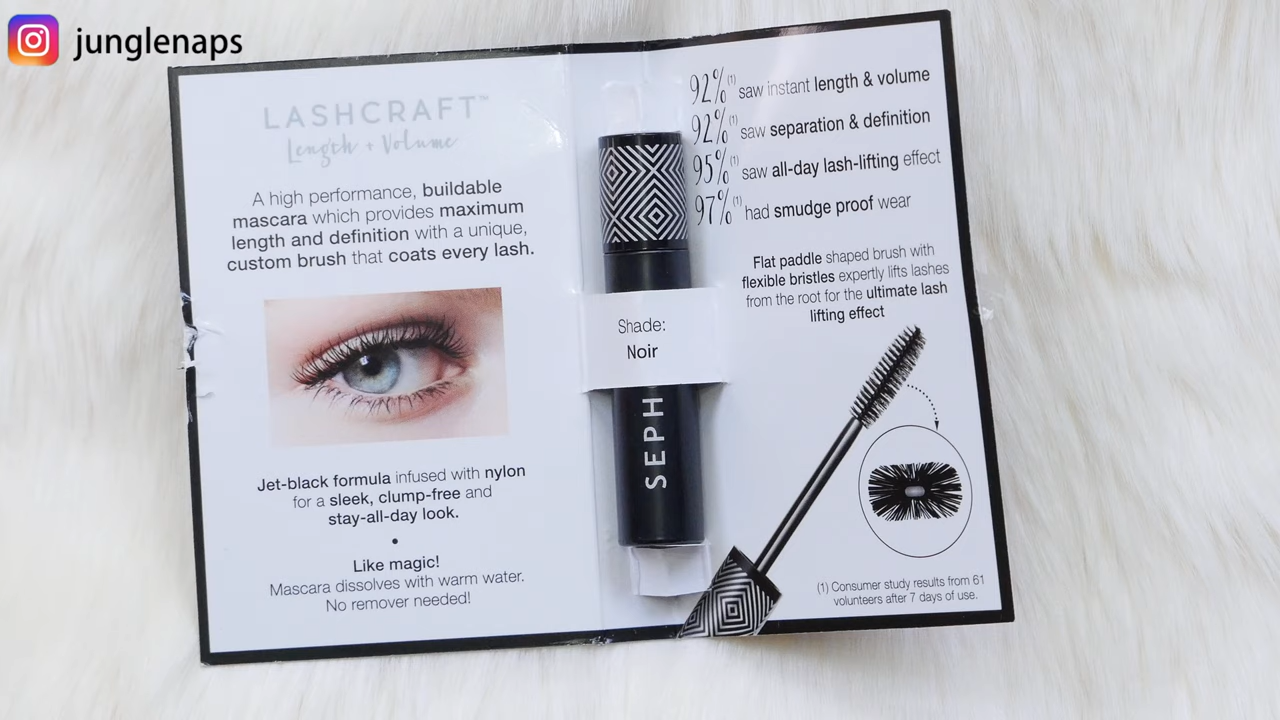 junglenaps
LASHCRAFT™
Length + Volume
A high performance, buildable
mascara which provides maximum
length and definition with a unique,
custom brush that coats every lash.
Jet-black formula infused with nylon
for a sleek, clump-free and
stay-all-day look.
•
Like magic!
Mascara dissolves with warm water.
No remover needed!
Shade:
Noir
SEPH
92%(1) saw instant length & volume
92%(1) saw separation & definition
95%(1) saw all-day lash-lifting effect
97%(1) had smudge proof wear
Flat paddle shaped brush with
flexible bristles expertly lifts lashes
from the root for the ultimate lash
lifting effect
(1) Consumer study results from 61
volunteers after 7 days of use.